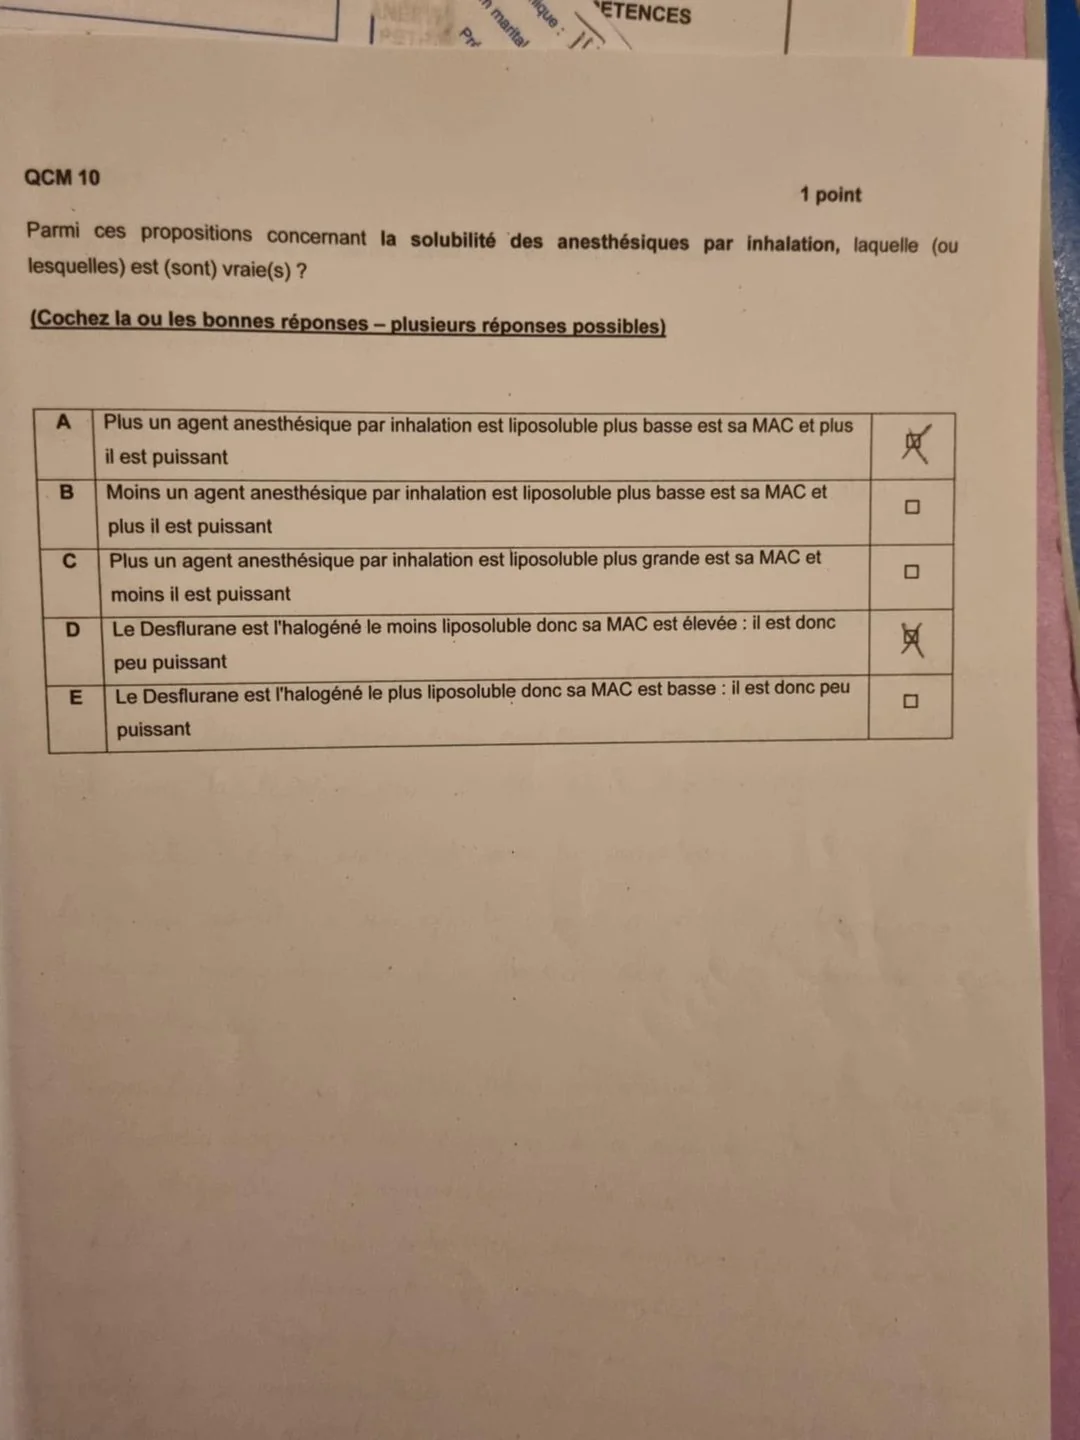 ETENCES
n marital
ique :
QCM 10
1 point
Parmi ces propositions concernant la solubilité des anesthésiques par inhalation, laquelle (ou
lesquelles) est (sont) vraie(s) ?
(Cochez la ou les bonnes réponses – plusieurs réponses possibles)
A Plus un agent anesthésique par inhalation est liposoluble plus basse est sa MAC et plus
il est puissant
B Moins un agent anesthésique par inhalation est liposoluble plus basse est sa MAC et
plus il est puissant
C Plus un agent anesthésique par inhalation est liposoluble plus grande est sa MAC et
moins il est puissant
D Le Desflurane est l'halogéné le moins liposoluble donc sa MAC est élevée : il est donc
peu puissant
E Le Desflurane est l'halogéné le plus liposoluble donc sa MAC est basse : il est donc peu
puissant